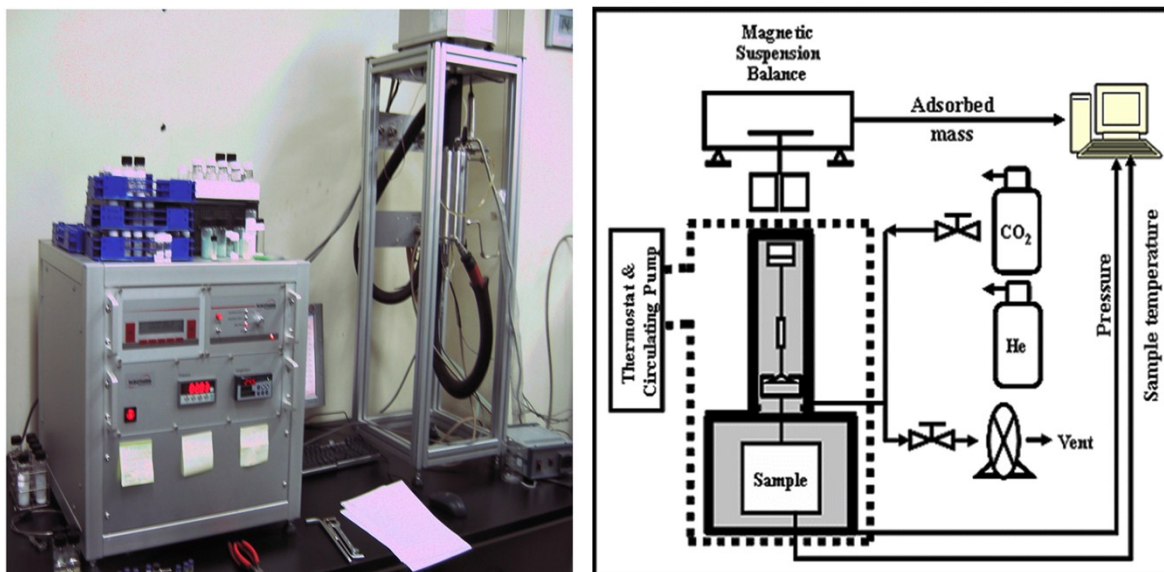 Magnetic
Suspension
Balance
Adsorbed
mass
CO₂
He
Thermostat &
Circulating Pump
Pressure
Sample temperature
Vent
Sample